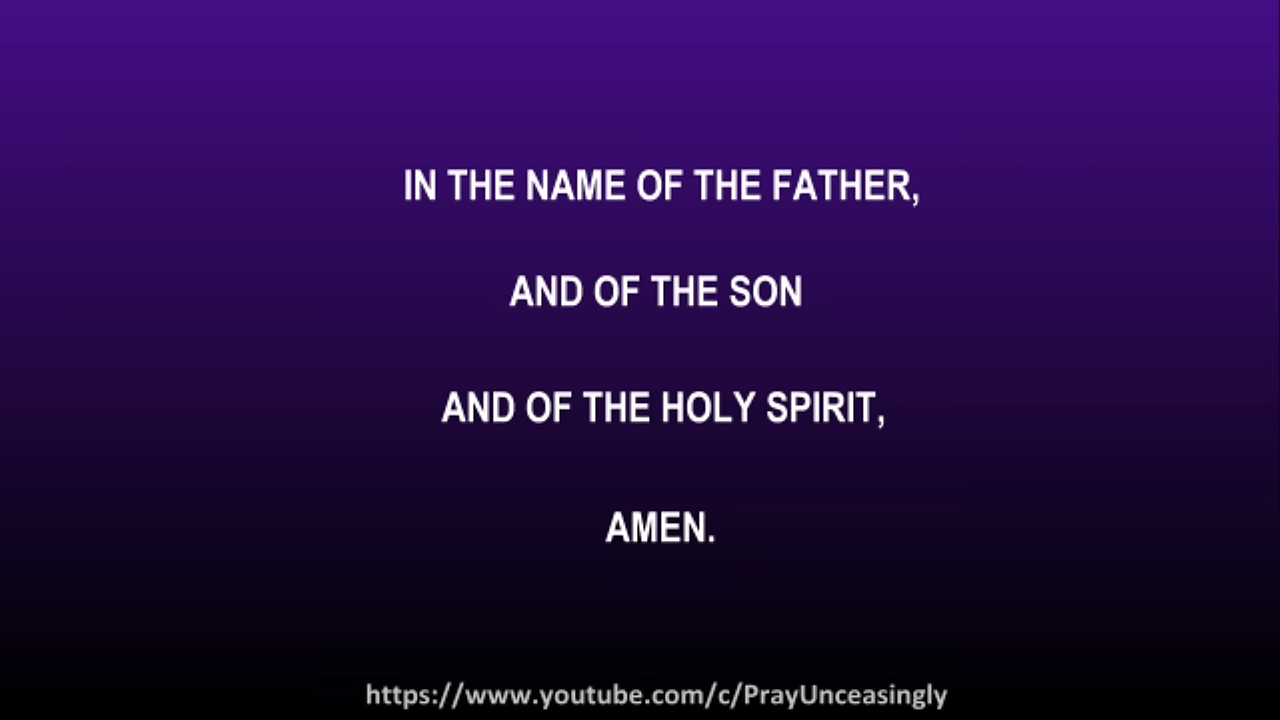 IN THE NAME OF THE FATHER,
AND OF THE SON
AND OF THE HOLY SPIRIT,
AMEN.
https://www.youtube.com/c/PrayUnceasingly